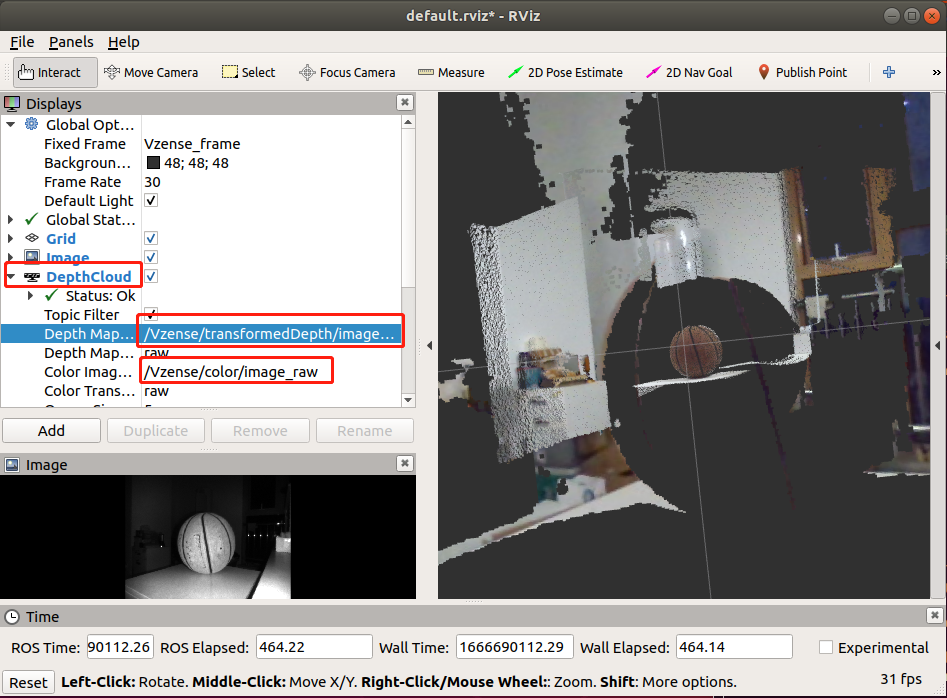 default.rviz* - RViz
File Panels Help
Interact Move Camera Select Focus Camera Measure 2D Pose Estimate 2D Nav Goal Publish Point »
Displays
Global Opt...
Fixed Frame Vzense_frame
Backgroun... 48; 48; 48
Frame Rate 30
Default Light
Global Stat...
Grid
Image
DepthCloud
Status: Ok
Topic Filter
Depth Map... /Vzense/transformedDepth/image...
Depth Map... raw
Color Imag... /Vzense/color/image_raw
Color Trans... raw
Add Duplicate Remove Rename
Image
Time
ROS Time: 90112.26 ROS Elapsed: 464.22 Wall Time: 1666690112.29 Wall Elapsed: 464.14 Experimental
Reset Left-Click: Rotate. Middle-Click: Move X/Y. Right-Click/Mouse Wheel:: Zoom. Shift: More options. 31 fps